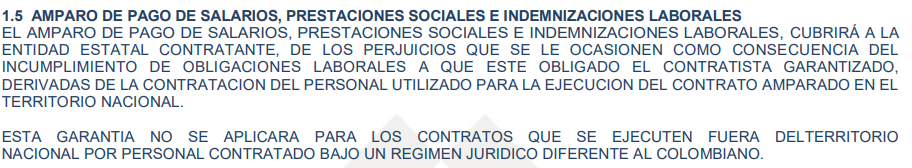 1.5 AMPARO DE PAGO DE SALARIOS, PRESTACIONES SOCIALES E INDEMNIZACIONES LABORALES
EL AMPARO DE PAGO DE SALARIOS, PRESTACIONES SOCIALES E INDEMNIZACIONES LABORALES, CUBRIRÁ A LA
ENTIDAD ESTATAL CONTRATANTE, DE LOS PERJUICIOS QUE SE LE OCASIONEN COMO CONSECUENCIA DEL
INCUMPLIMIENTO DE OBLIGACIONES LABORALES A QUE ESTE OBLIGADO EL CONTRATISTA GARANTIZADO,
DERIVADAS DE LA CONTRATACION DEL PERSONAL UTILIZADO PARA LA EJECUCION DEL CONTRATO AMPARADO EN EL
TERRITORIO NACIONAL.
ESTA GARANTIA NO SE APLICARA PARA LOS CONTRATOS QUE SE EJECUTEN FUERA DELTERRITORIO
NACIONAL POR PERSONAL CONTRATADO BAJO UN REGIMEN JURIDICO DIFERENTE AL COLOMBIANO.